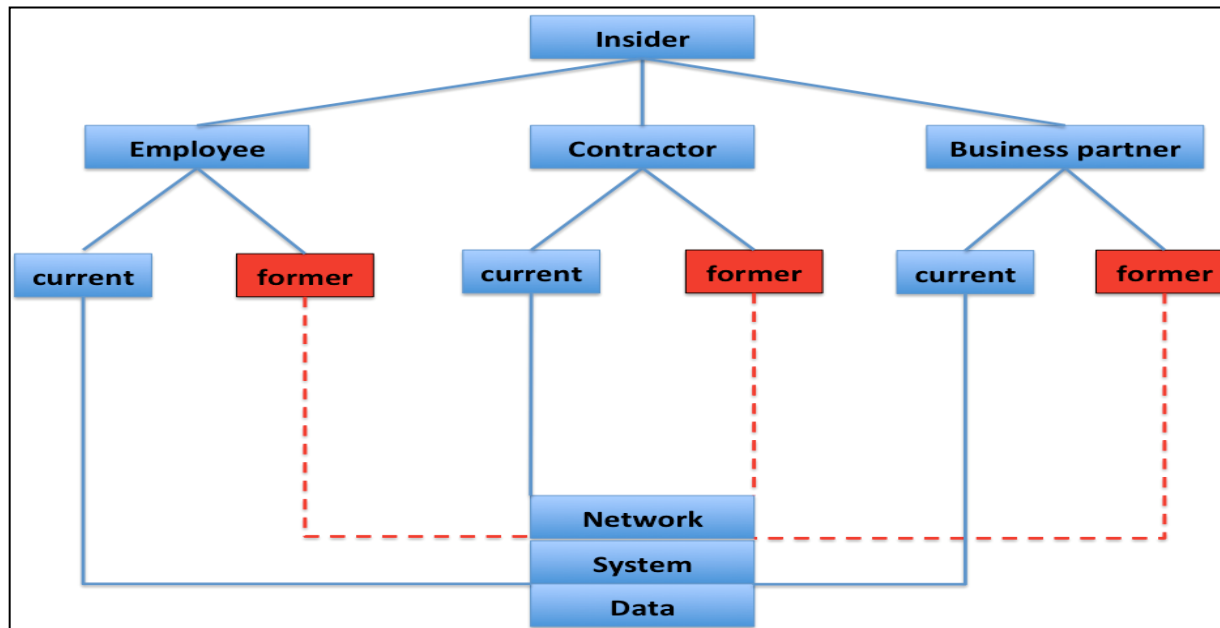 Insider
Employee Contractor Business partner
current former current former current former
Network
System
Data